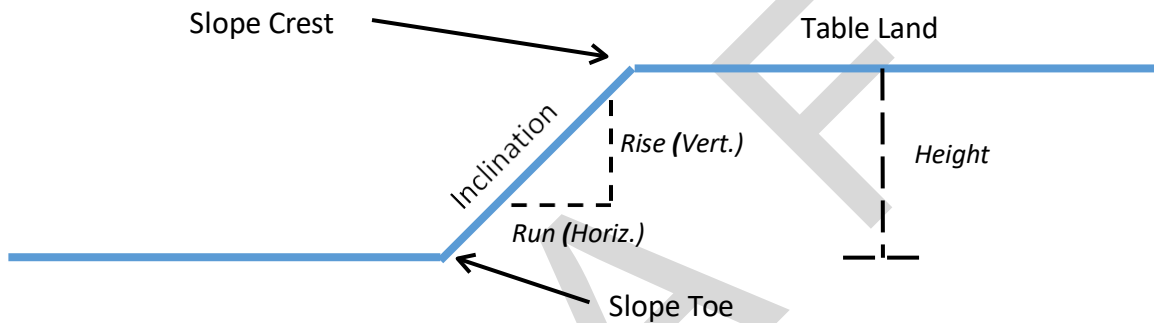 Slope Crest
Table Land
Inclination
Rise (Vert.)
Height
Run (Horiz.)
Slope Toe